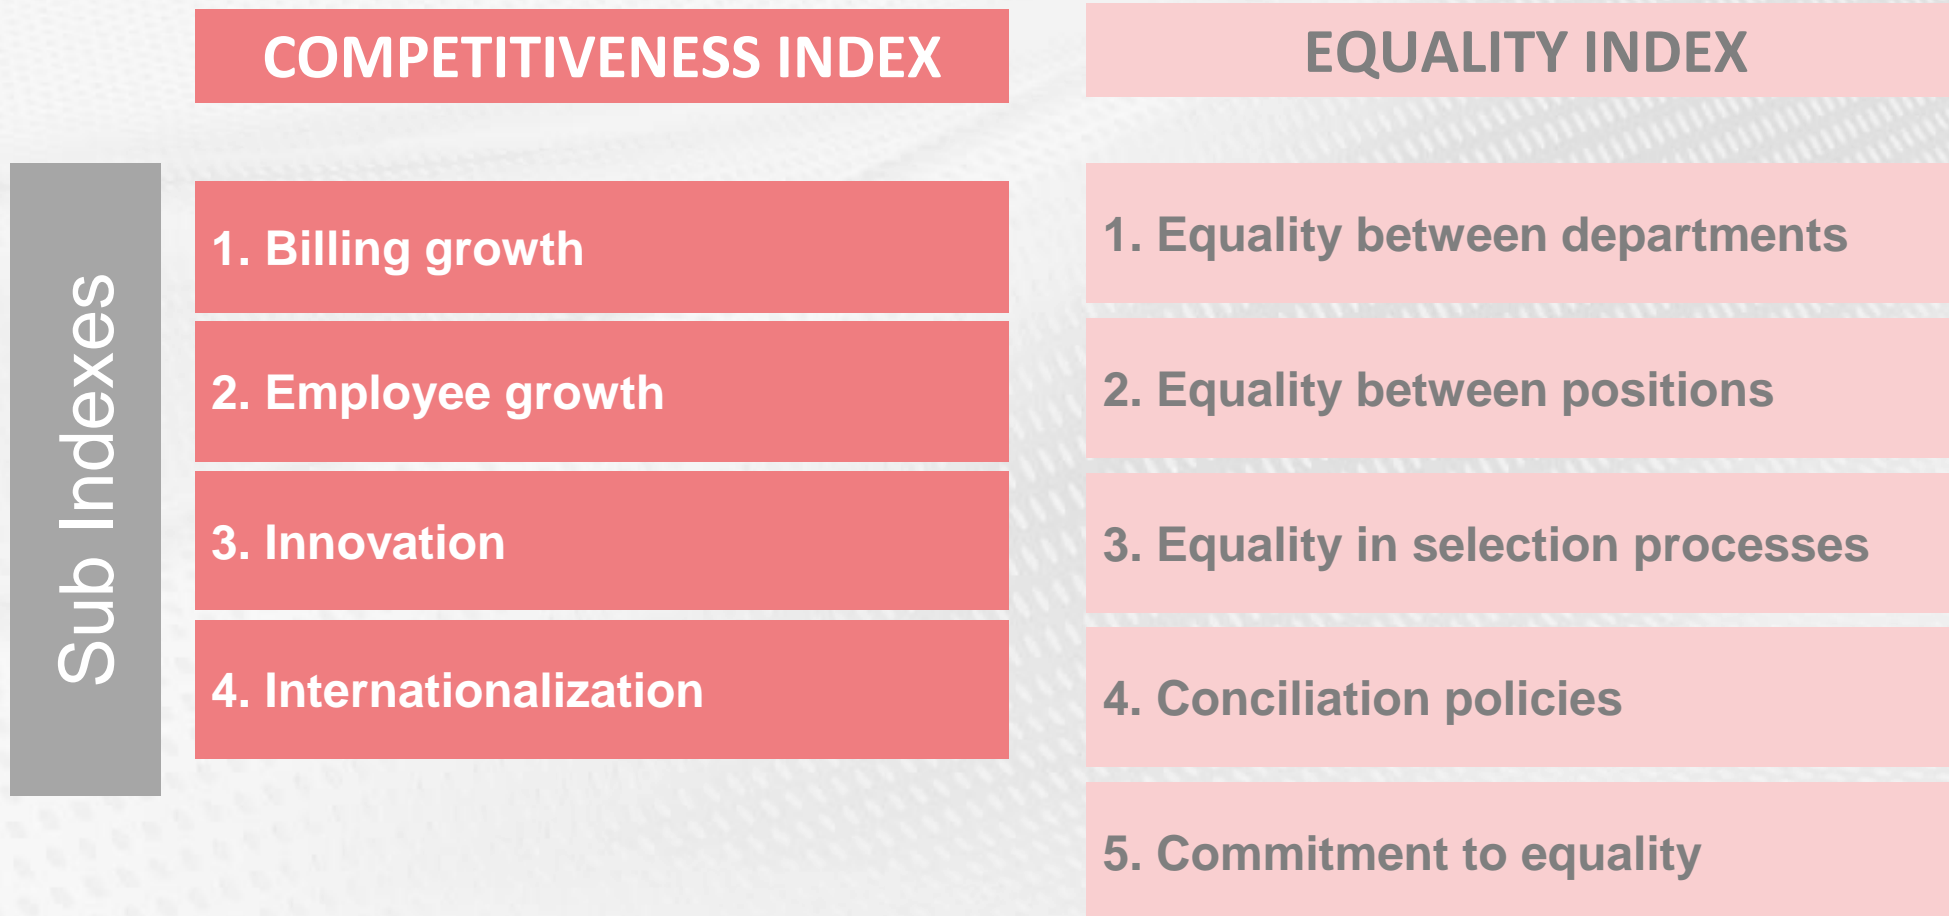 COMPETITIVENESS INDEX
EQUALITY INDEX
Sub Indexes
1. Billing growth
2. Employee growth
3. Innovation
4. Internationalization
1. Equality between departments
2. Equality between positions
3. Equality in selection processes
4. Conciliation policies
5. Commitment to equality